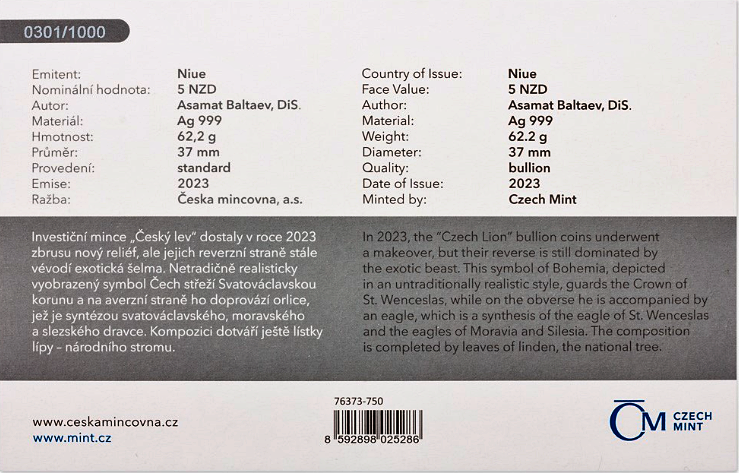 0301/1000
Emitent: Niue
Nominální hodnota: 5 NZD
Autor: Asamat Baltaev, DiS.
Materiál: Ag 999
Hmotnost: 62,2 g
Průměr: 37 mm
Provedení: standard
Emise: 2023
Ražba: Česka mincovna, a.s.
Country of Issue: Niue
Face Value: 5 NZD
Author: Asamat Baltaev, DiS.
Material: Ag 999
Weight: 62.2 g
Diameter: 37 mm
Quality: bullion
Date of Issue: 2023
Minted by: Czech Mint
Investiční mince „Český lev“ dostaly v roce 2023
zbrusu nový reliéf, ale jejich reverzní straně stále
vévodí exotická šelma. Netradičně realisticky
vyobrazený symbol Čech střeží Svatováclavskou
korunu a na averzní straně ho doprovází orlice,
jež je syntézou svatováclavského, moravského
a slezského dravce. Kompozici dotváří ještě lístky
lípy – národního stromu.
In 2023, the “Czech Lion” bullion coins underwent
a makeover, but their reverse is still dominated by
the exotic beast. This symbol of Bohemia, depicted
in an untraditionally realistic style, guards the Crown of
St. Wenceslas, while on the obverse he is accompanied by
an eagle, which is a synthesis of the eagle of St. Wenceslas
and the eagles of Moravia and Silesia. The composition
is completed by leaves of linden, the national tree.
www.ceskamincovna.cz
www.mint.cz
76373-750
8 592898 025286
ČM CZECH
MINT